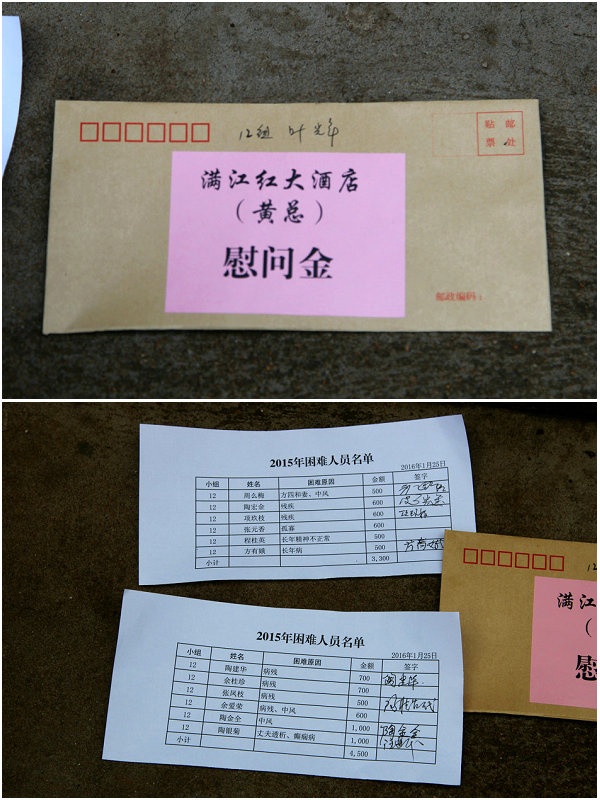 12组 叶光年
贴 邮
票 处
满江红大酒店
（黄总）
慰问金
邮政编码：
2015年困难人员名单
2016年1月25日
小组 姓名 困难原因 金额 签字
12 周么梅 方四和妻、中风 500
12 陶宏金 残疾 600
12 项玖枝 残疾 600
12 张元香 孤寡 600
12 程桂英 长年精神不正常 500
12 方有娥 长年病 500
小计 3,300
12
满江
（
慰
2015年困难人员名单
2016年1月25日
小组 姓名 困难原因 金额 签字
12 陶建华 病残 700
12 余桂珍 病残 700
12 张凤枝 病残 500
12 余爱荣 病残、中风 600
12 陶金全 中风 1,000 陶金全
12 陶银菊 丈夫透析、癫痫病 1,000
小计 4,500